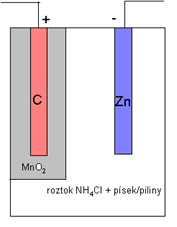 + -
C Zn
MnO₂
roztok NH₄Cl + písek/piliny